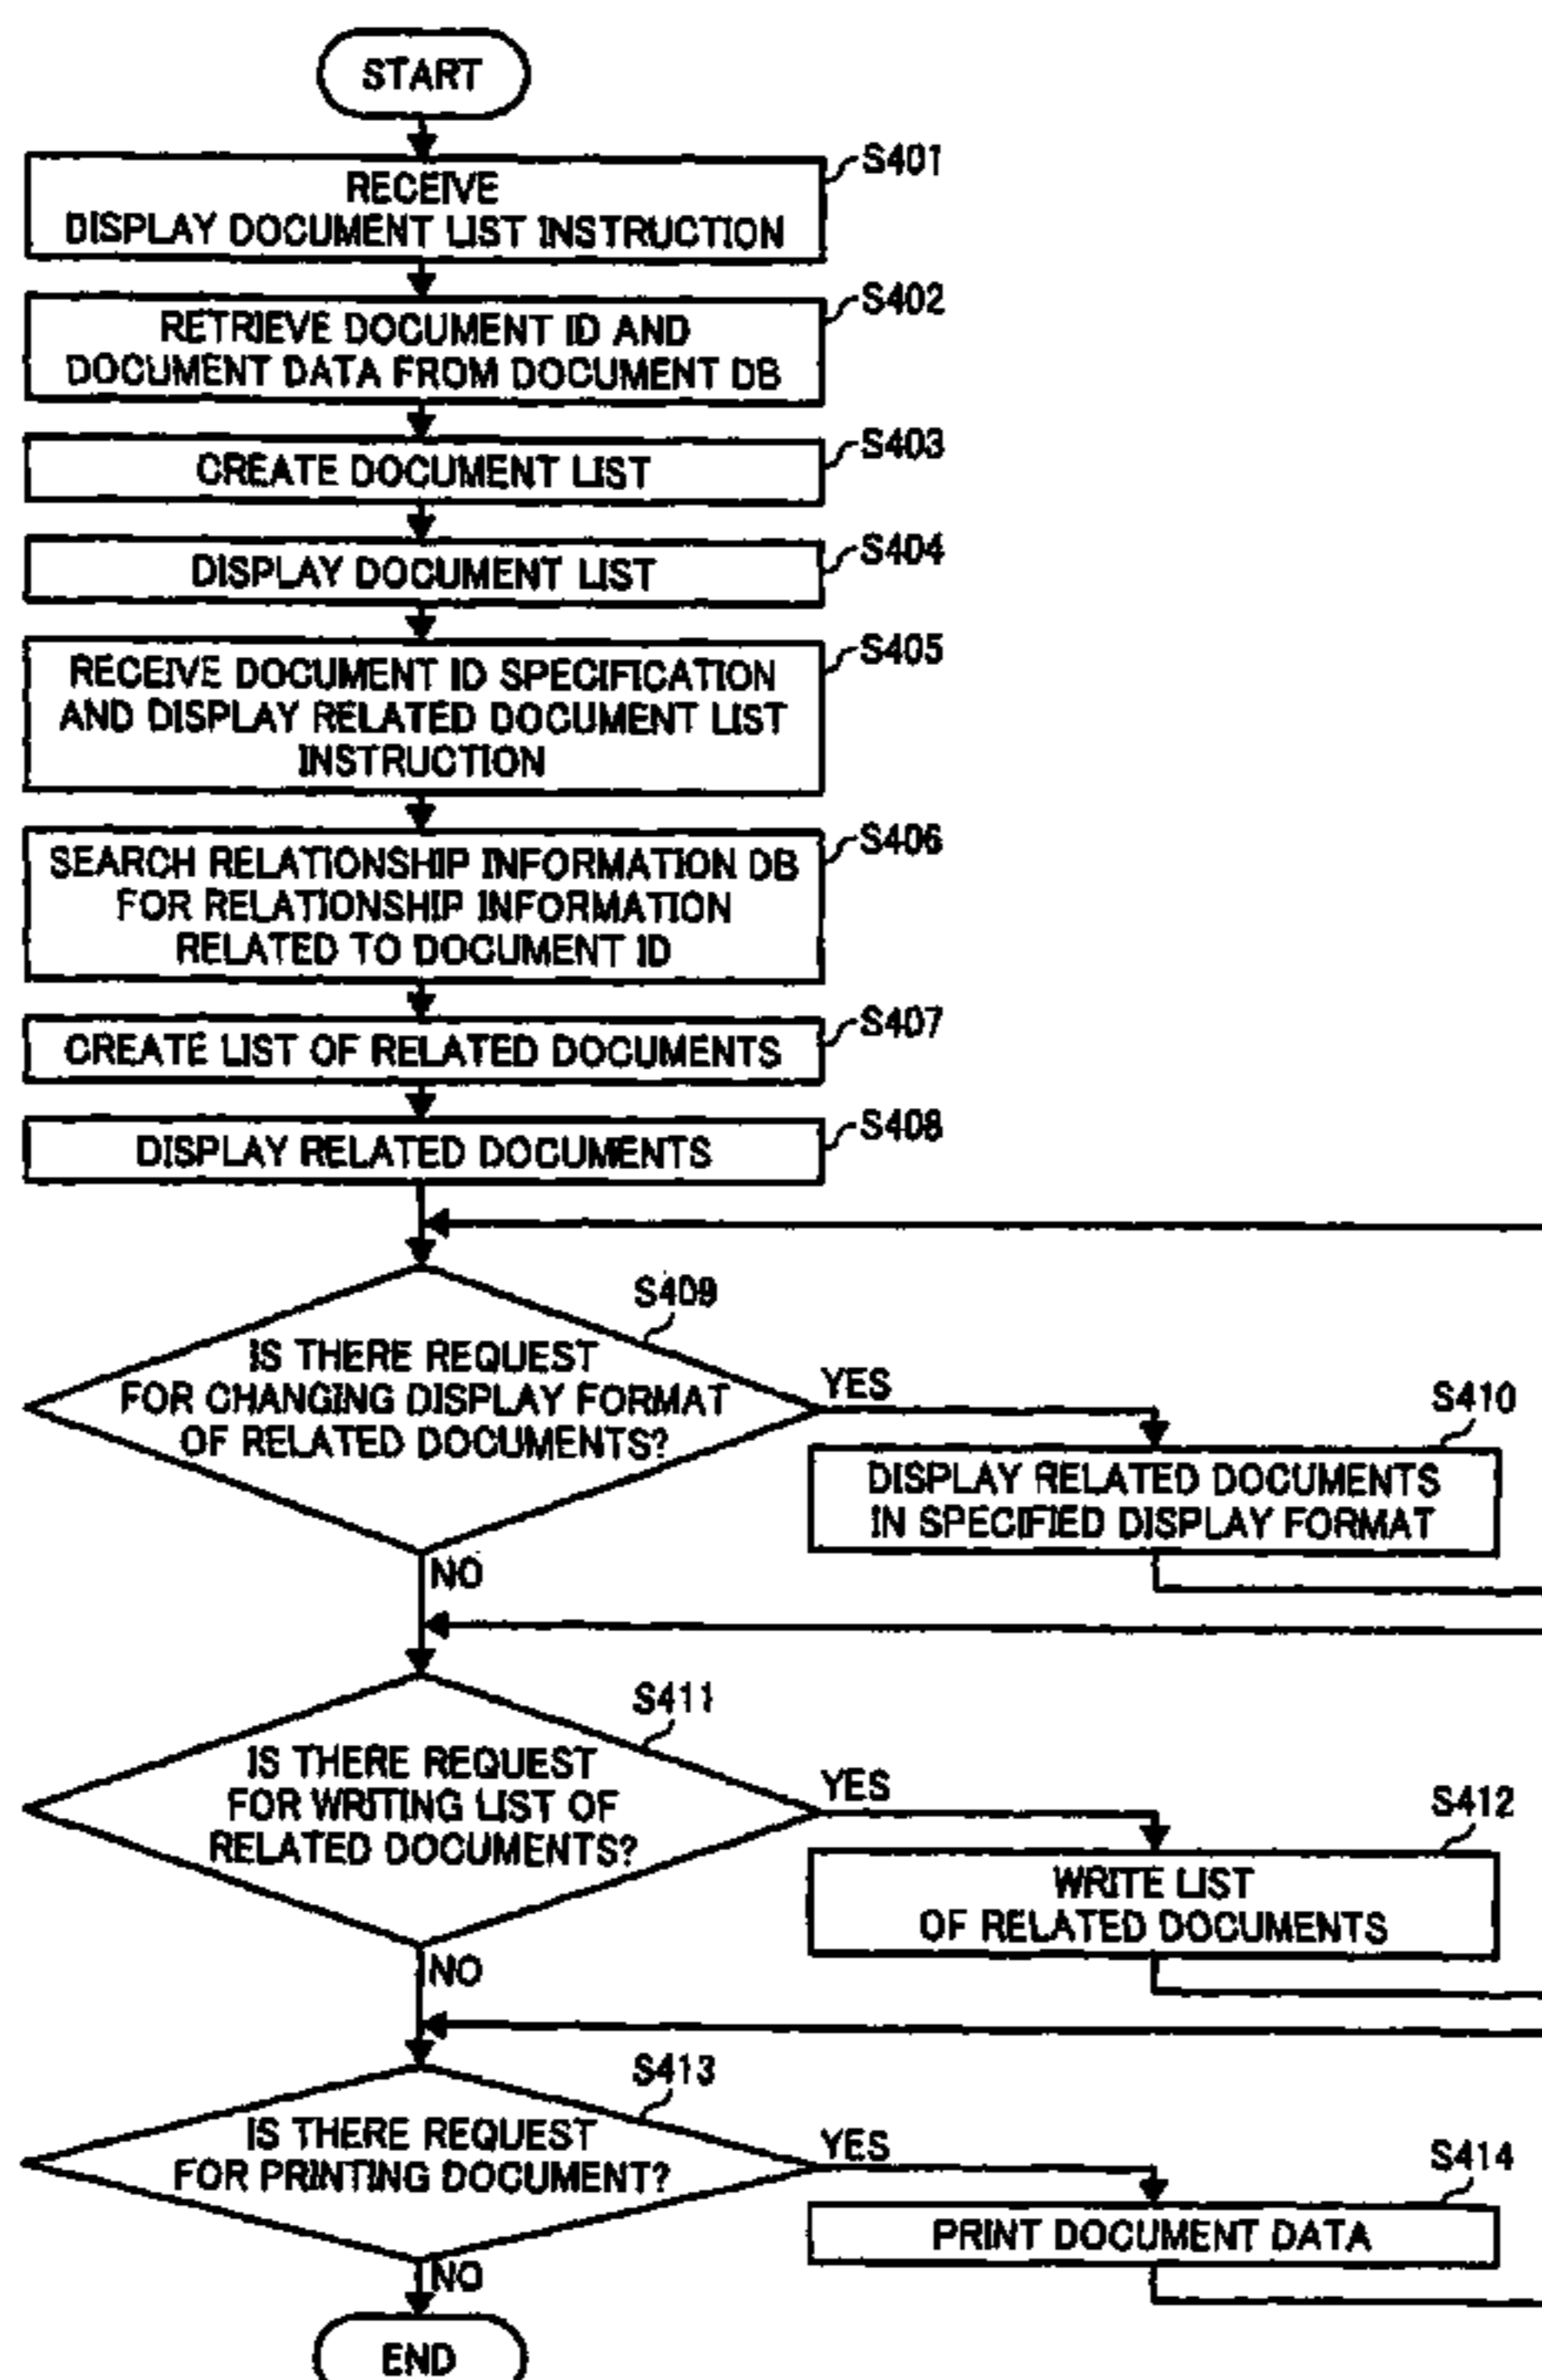 START
S401
RECEIVE
DISPLAY DOCUMENT LIST INSTRUCTION
S402
RETRIEVE DOCUMENT ID AND
DOCUMENT DATA FROM DOCUMENT DB
S403
CREATE DOCUMENT LIST
S404
DISPLAY DOCUMENT LIST
S405
RECEIVE DOCUMENT ID SPECIFICATION
AND DISPLAY RELATED DOCUMENT LIST
INSTRUCTION
S406
SEARCH RELATIONSHIP INFORMATION DB
FOR RELATIONSHIP INFORMATION
RELATED TO DOCUMENT ID
S407
CREATE LIST OF RELATED DOCUMENTS
S408
DISPLAY RELATED DOCUMENTS
S409
IS THERE REQUEST
FOR CHANGING DISPLAY FORMAT
OF RELATED DOCUMENTS?
YES
S410
DISPLAY RELATED DOCUMENTS
IN SPECIFIED DISPLAY FORMAT
NO
S411
IS THERE REQUEST
FOR WRITING LIST OF
RELATED DOCUMENTS?
YES
S412
WRITE LIST
OF RELATED DOCUMENTS
NO
S413
IS THERE REQUEST
FOR PRINTING DOCUMENT?
YES
S414
PRINT DOCUMENT DATA
NO
END